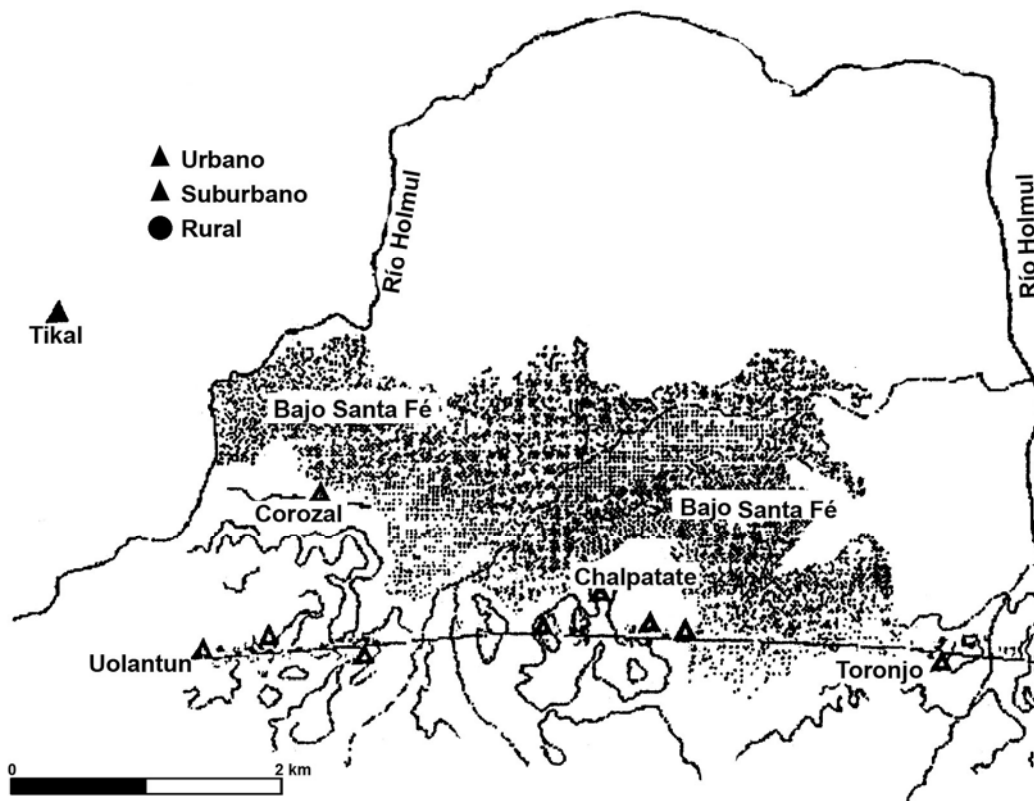 Urbano
Suburbano
Rural
Río Holmul
Río Holmul
Tikal
Bajo Santa Fé
Bajo Santa Fé
Corozal
Chalpatate
Uolantun
Toronjo
0 2 km